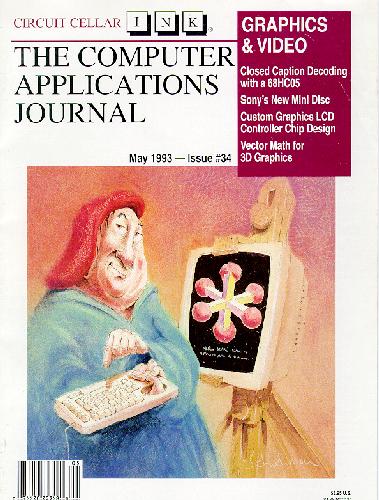 CIRCUIT CELLAR INK®
THE COMPUTER
APPLICATIONS
JOURNAL
May 1993 — Issue #34
GRAPHICS
& VIDEO
Closed Caption Decoding
with a 68HC05
Sony's New Mini Disc
Custom Graphics LCD
Controller Chip Design
Vector Math for
3D Graphics
05